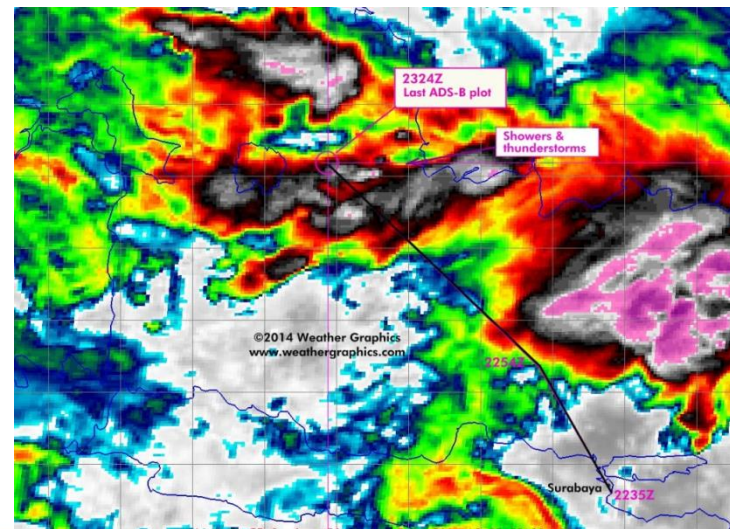 2324Z
Last ADS-B plot
Showers &
thunderstorms
©2014 Weather Graphics
www.weathergraphics.com
2254Z
Surabaya
2235Z